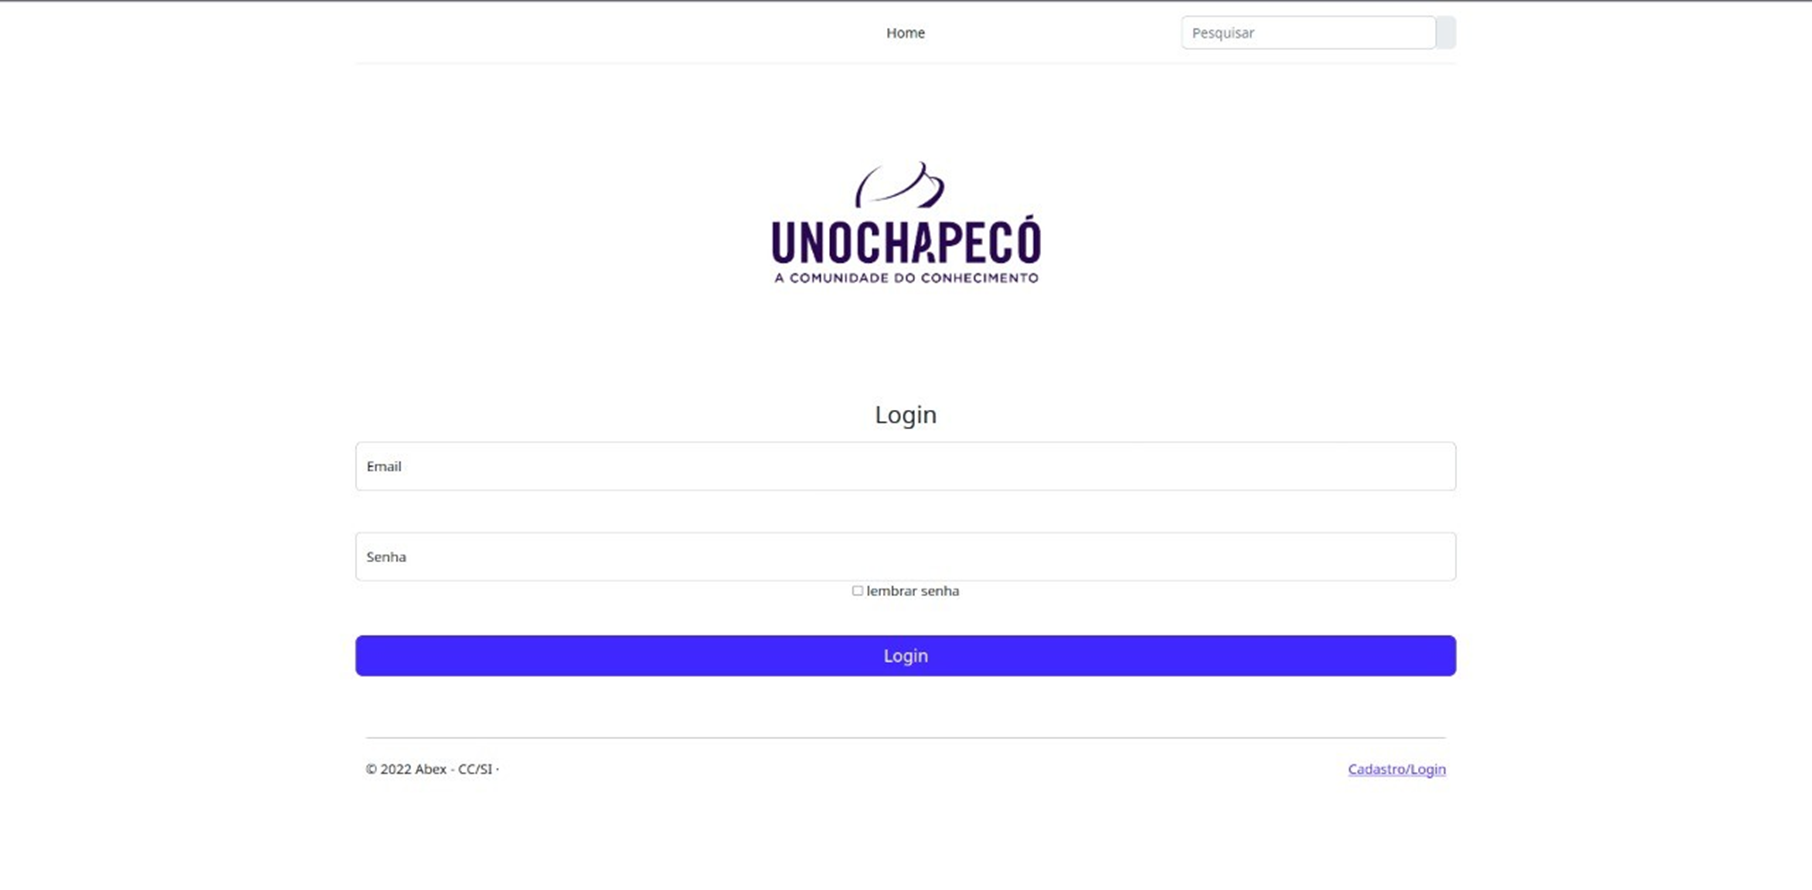 Home
Pesquisar
UNOCHAPECÓ
A COMUNIDADE DO CONHECIMENTO
Login
Email
Senha
lembrar senha
Login
© 2022 Abex - CC/SI ·
Cadastro/Login